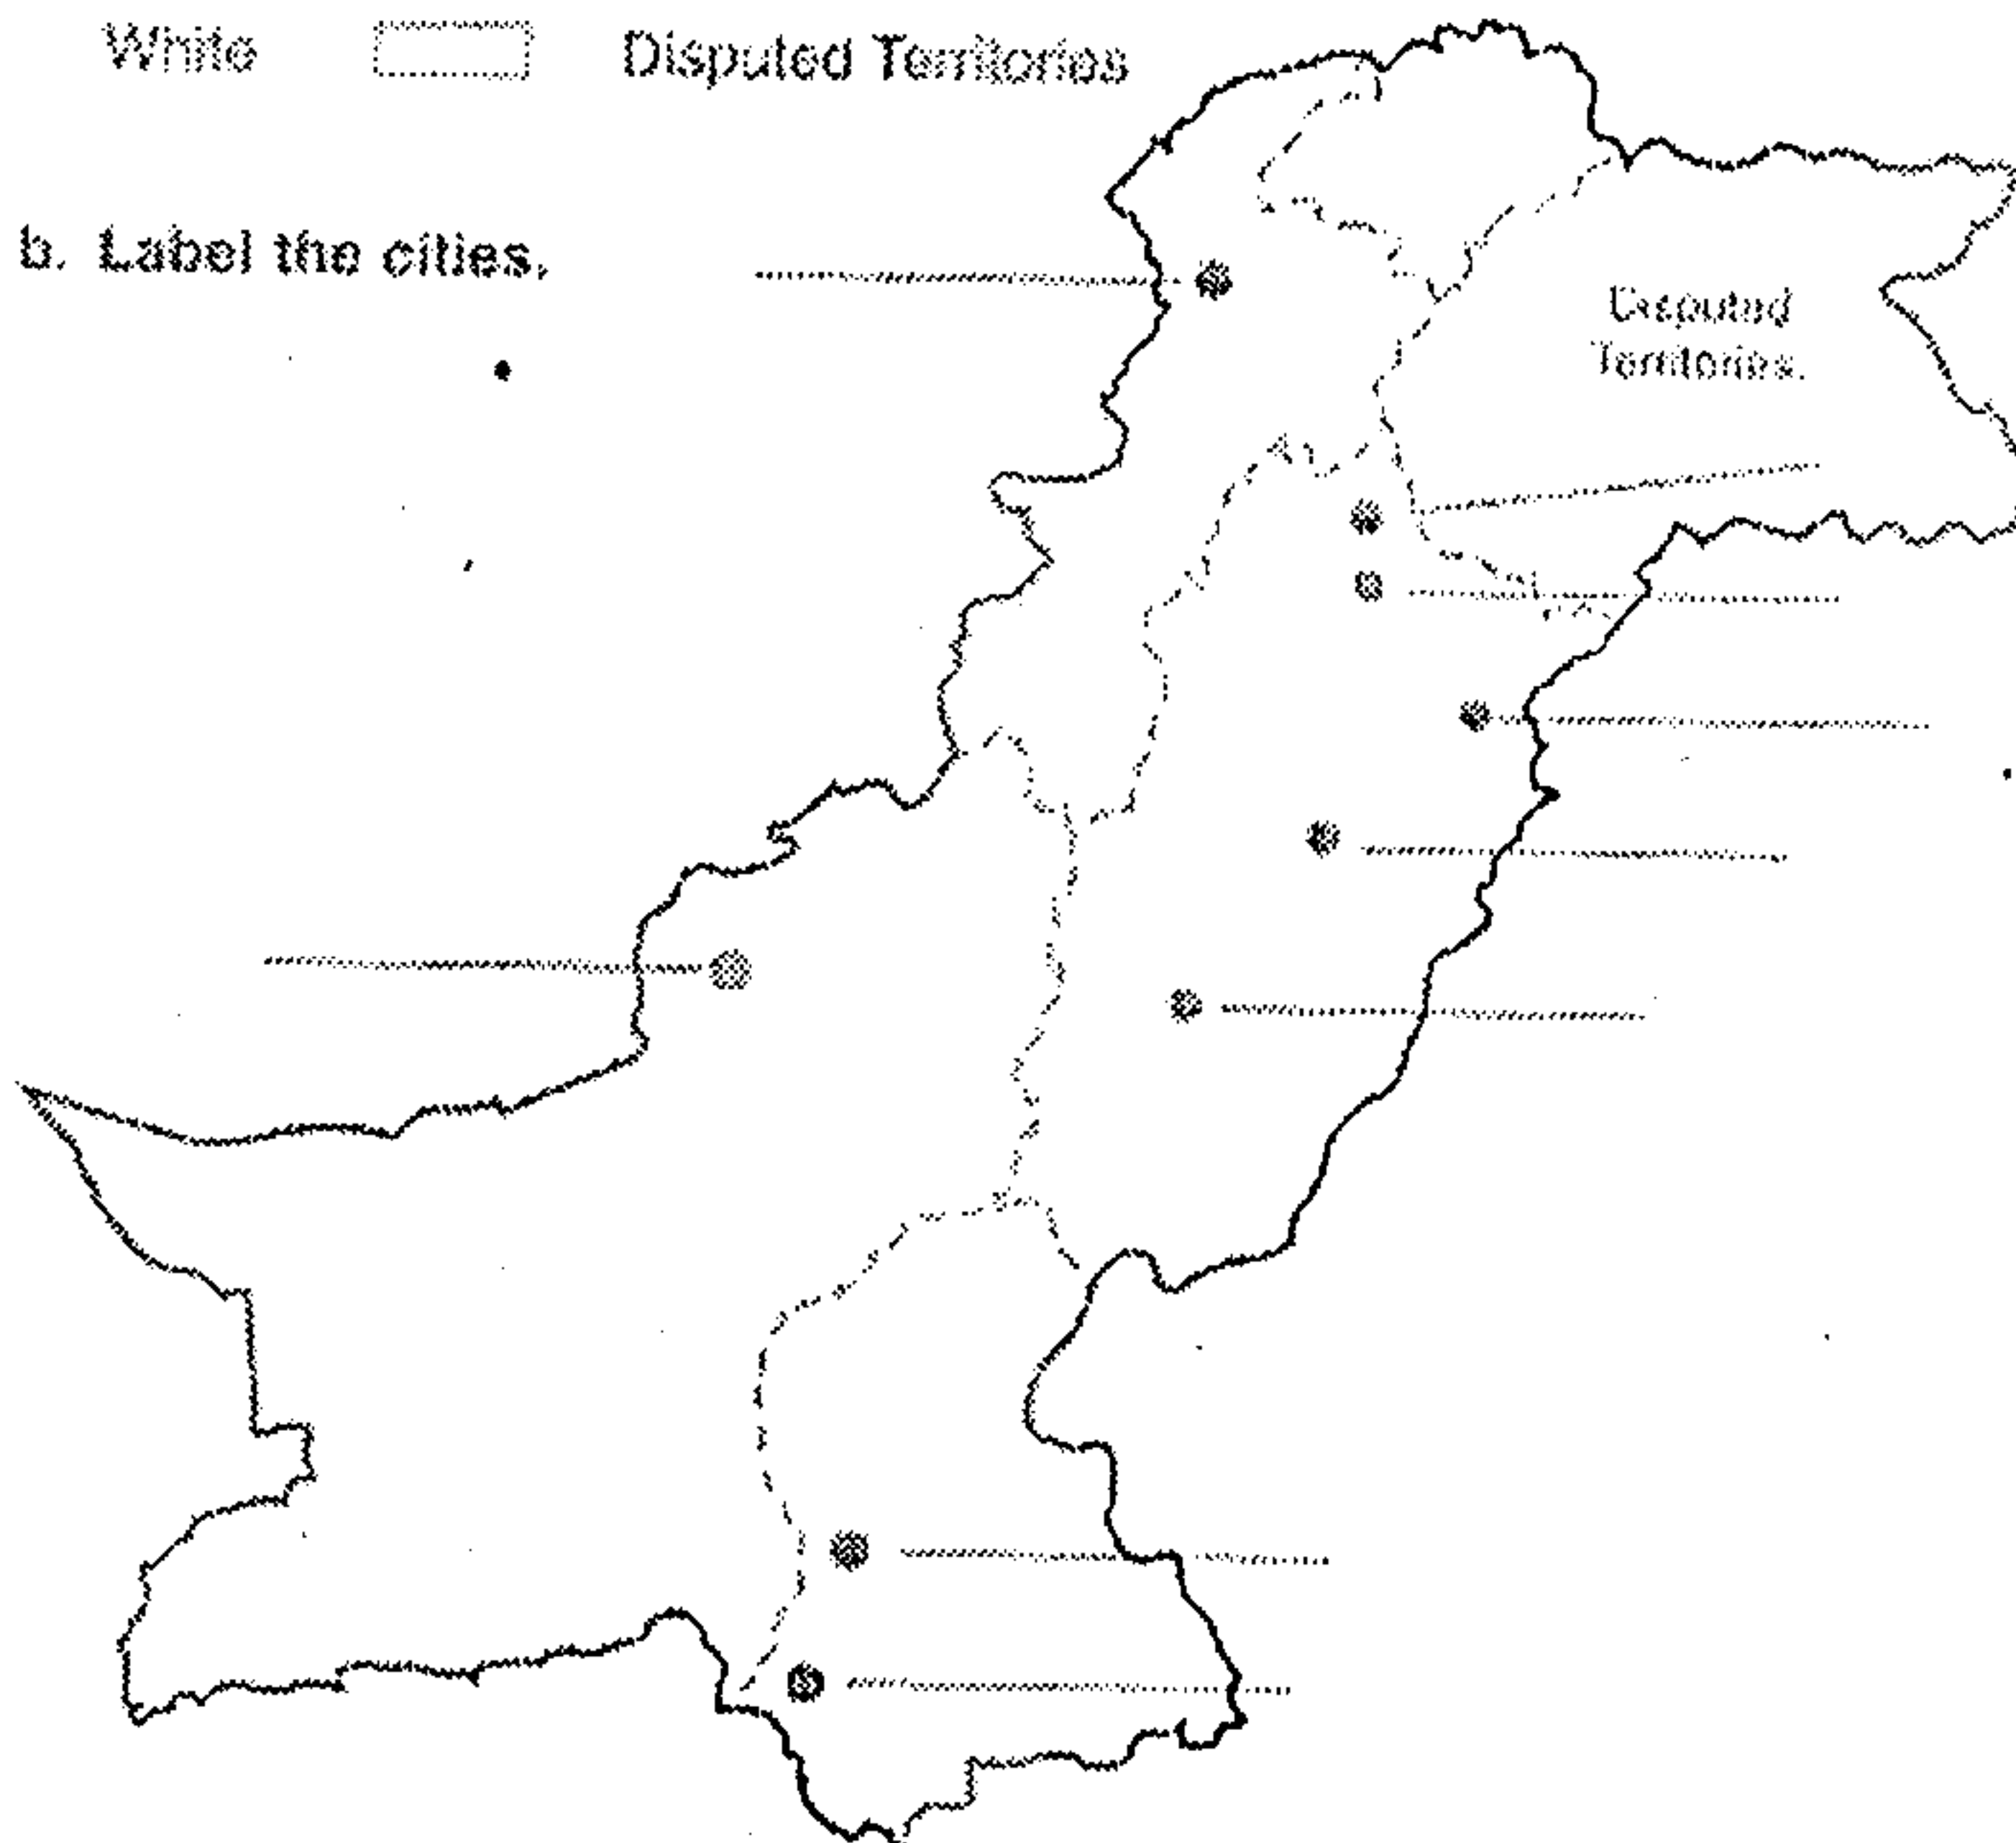 White Disputed Territories
b. Label the cities.
Disputed
Territories.